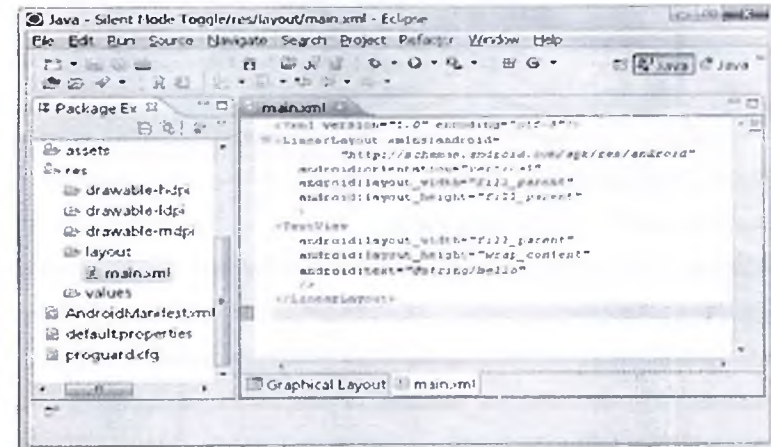 Java - Silent Mode Toggle/res/layout/main.xml - Eclipse
File Edit Run Source Navigate Search Project Refactor Window Help
Java Java
Package Ex
main.xml
assets
res
drawable-hdpi
drawable-ldpi
drawable-mdpi
layout
main.xml
values
AndroidManifest.xml
default.properties
proguard.cfg
<?xml version="1.0" encoding="utf-8"?>
<LinearLayout xmlns:android=
"http://schemas.android.com/apk/res/android"
android:orientation="vertical"
android:layout_width="fill_parent"
android:layout_height="fill_parent"
>
<TextView
android:layout_width="fill_parent"
android:layout_height="wrap_content"
android:text="@string/hello"
/>
</LinearLayout>
Graphical Layout main.xml